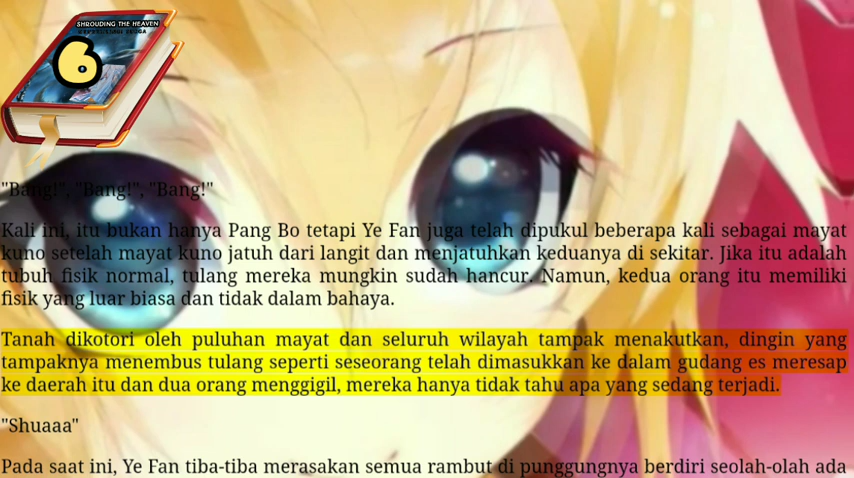 SHROUDING THE HEAVEN
6
"Bang!", "Bang!", "Bang!"
Kali ini, itu bukan hanya Pang Bo tetapi Ye Fan juga telah dipukul beberapa kali sebagai mayat
kuno setelah mayat kuno jatuh dari langit dan menjatuhkan keduanya di sekitar. Jika itu adalah
tubuh fisik normal, tulang mereka mungkin sudah hancur. Namun, kedua orang itu memiliki
fisik yang luar biasa dan tidak dalam bahaya.
Tanah dikotori oleh puluhan mayat dan seluruh wilayah tampak menakutkan, dingin yang
tampaknya menembus tulang seperti seseorang telah dimasukkan ke dalam gudang es meresap
ke daerah itu dan dua orang menggigil, mereka hanya tidak tahu apa yang sedang terjadi.
"Shuaaa"
Pada saat ini, Ye Fan tiba-tiba merasakan semua rambut di punggungnya berdiri seolah-olah ada